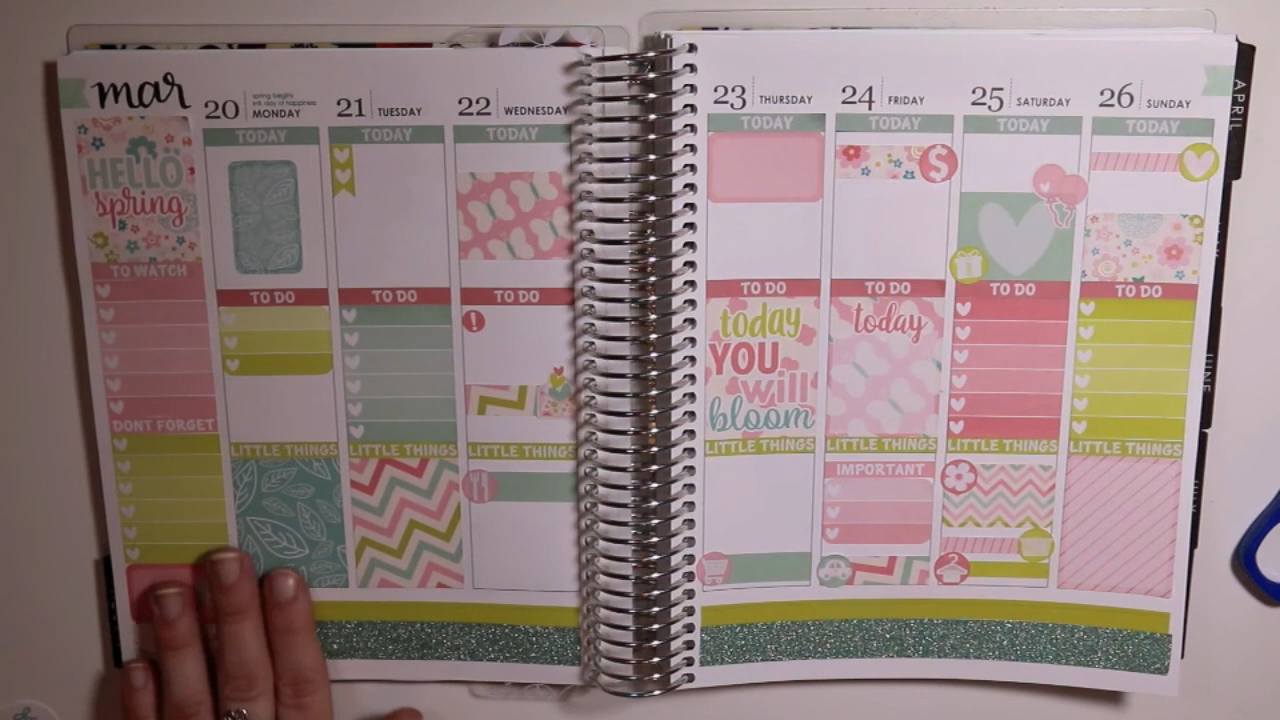 mar
HELLO
spring
TO WATCH
DONT FORGET
20
spring begins
int. day of happiness
MONDAY
TODAY
TO DO
LITTLE THINGS
21 TUESDAY
TODAY
TO DO
LITTLE THINGS
22 WEDNESDAY
TODAY
!
TO DO
LITTLE THINGS
23 THURSDAY
TODAY
TO DO
today
YOU
will
bloom
LITTLE THINGS
24 FRIDAY
TODAY
$
TO DO
today
LITTLE THINGS
IMPORTANT
25 SATURDAY
TODAY
TO DO
LITTLE THINGS
26 SUNDAY
TODAY
TO DO
LITTLE THINGS
APRIL
JUNE